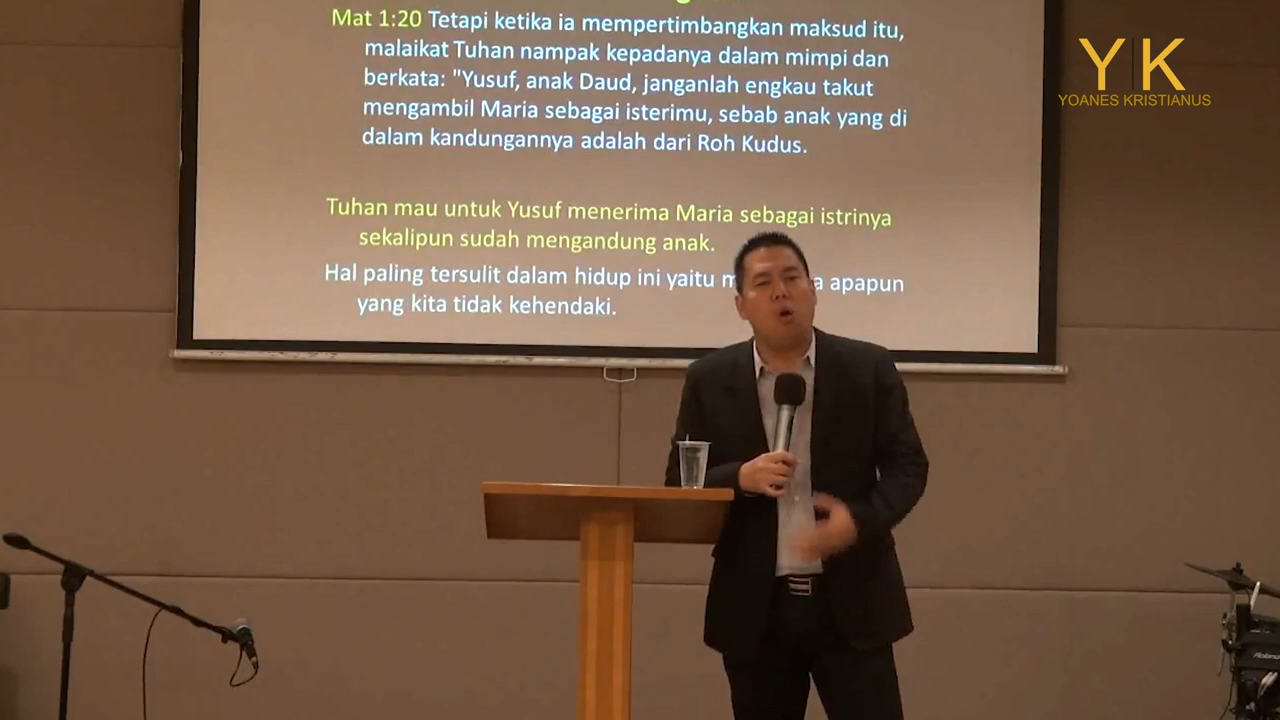 Mat 1:20 Tetapi ketika ia mempertimbangkan maksud itu,
malaikat Tuhan nampak kepadanya dalam mimpi dan
berkata: "Yusuf, anak Daud, janganlah engkau takut
mengambil Maria sebagai isterimu, sebab anak yang di
dalam kandungannya adalah dari Roh Kudus.
Tuhan mau untuk Yusuf menerima Maria sebagai istrinya
sekalipun sudah mengandung anak.
Hal paling tersulit dalam hidup ini yaitu apapun
yang kita tidak kehendaki.
Y|K
YOANES KRISTIANUS
Roland